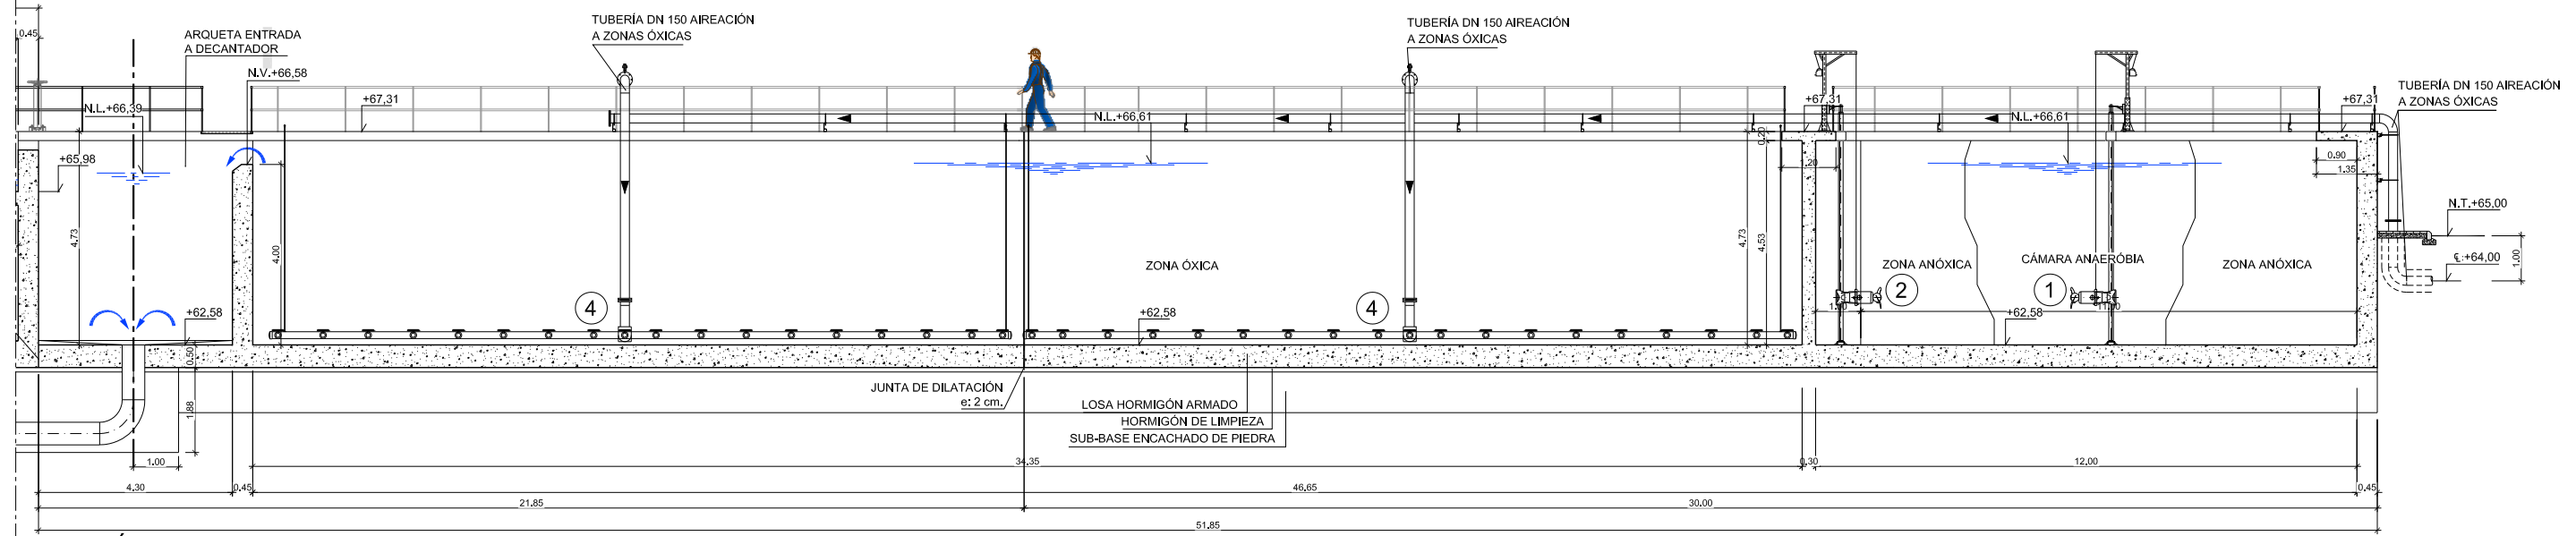 0.45
ARQUETA ENTRADA
A DECANTADOR
N.V.+66,58
N.L.+66,39
+65,98
4.73
+67,31
TUBERÍA DN 150 AIREACIÓN
A ZONAS ÓXICAS
N.L.+66,61
TUBERÍA DN 150 AIREACIÓN
A ZONAS ÓXICAS
+67,31
N.L.+66,61
+67,31
TUBERÍA DN 150 AIREACIÓN
A ZONAS ÓXICAS
0.20
1.20
0.90
1.35
N.T.+65,00
℄:+64,00
1.00
4.00
4.73
4.53
ZONA ÓXICA
ZONA ANÓXICA
CÁMARA ANAERÓBIA
ZONA ANÓXICA
4
4
2
1
+62,58
+62,58
+62,58
0.50
1.88
JUNTA DE DILATACIÓN
e: 2 cm.
LOSA HORMIGÓN ARMADO
HORMIGÓN DE LIMPIEZA
SUB-BASE ENCACHADO DE PIEDRA
1.00
34.35
0.30
12.00
4.30
0.45
46.65
0.45
21.85
30.00
51.85